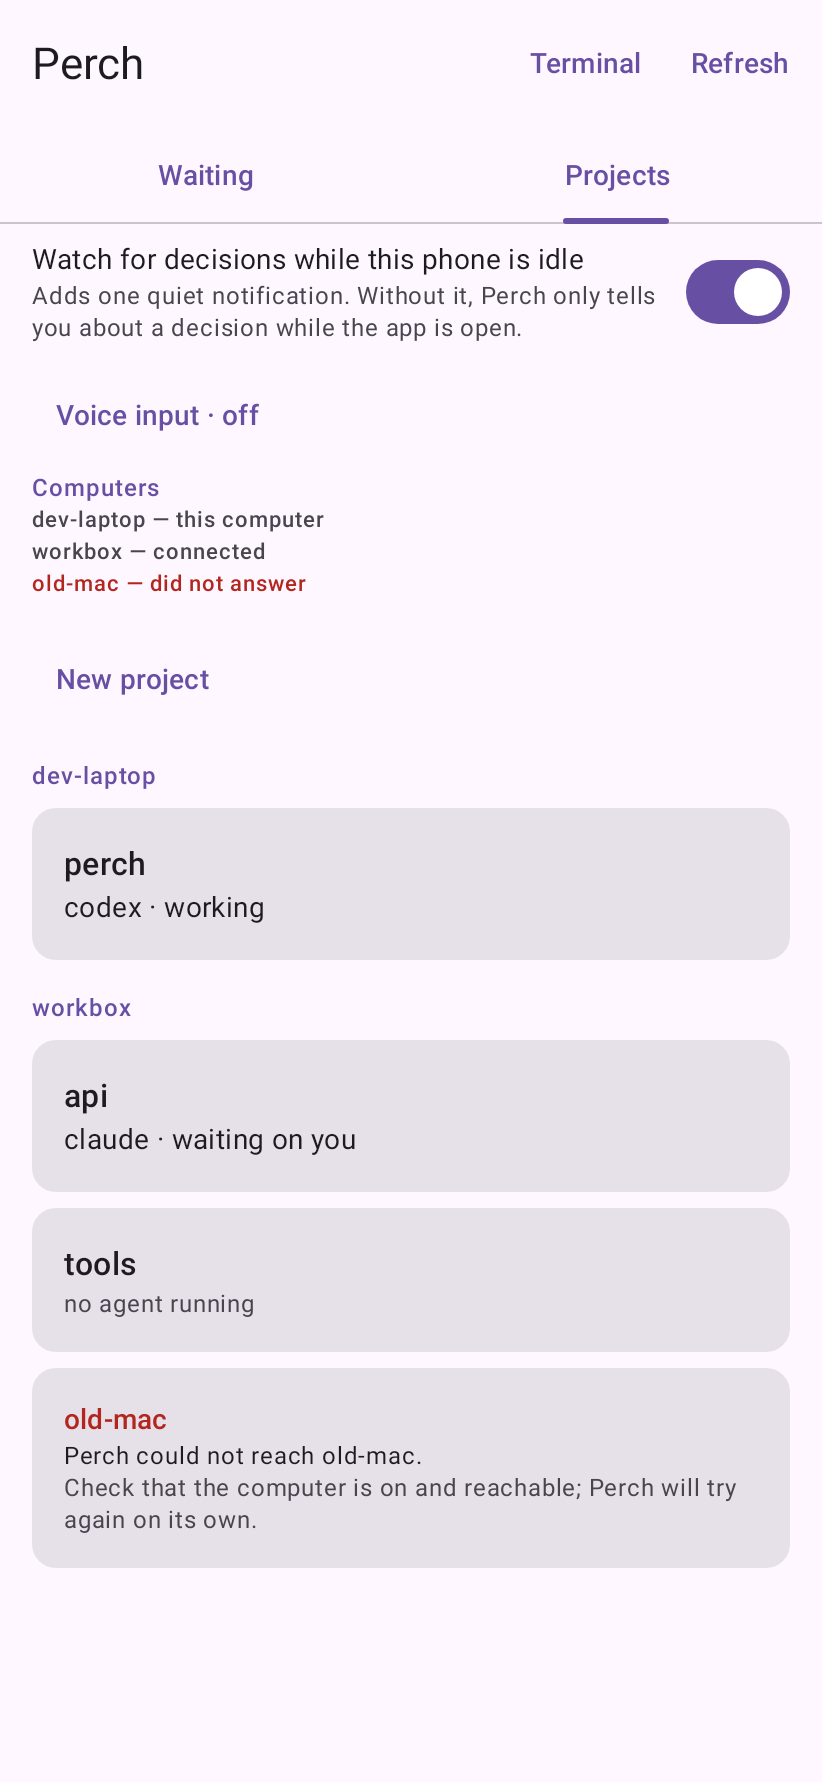 Perch
Terminal
Refresh
Waiting
Projects
Watch for decisions while this phone is idle
Adds one quiet notification. Without it, Perch only tells
you about a decision while the app is open.
Voice input · off
Computers
dev-laptop — this computer
workbox — connected
old-mac — did not answer
New project
dev-laptop
perch
codex · working
workbox
api
claude · waiting on you
tools
no agent running
old-mac
Perch could not reach old-mac.
Check that the computer is on and reachable; Perch will try
again on its own.